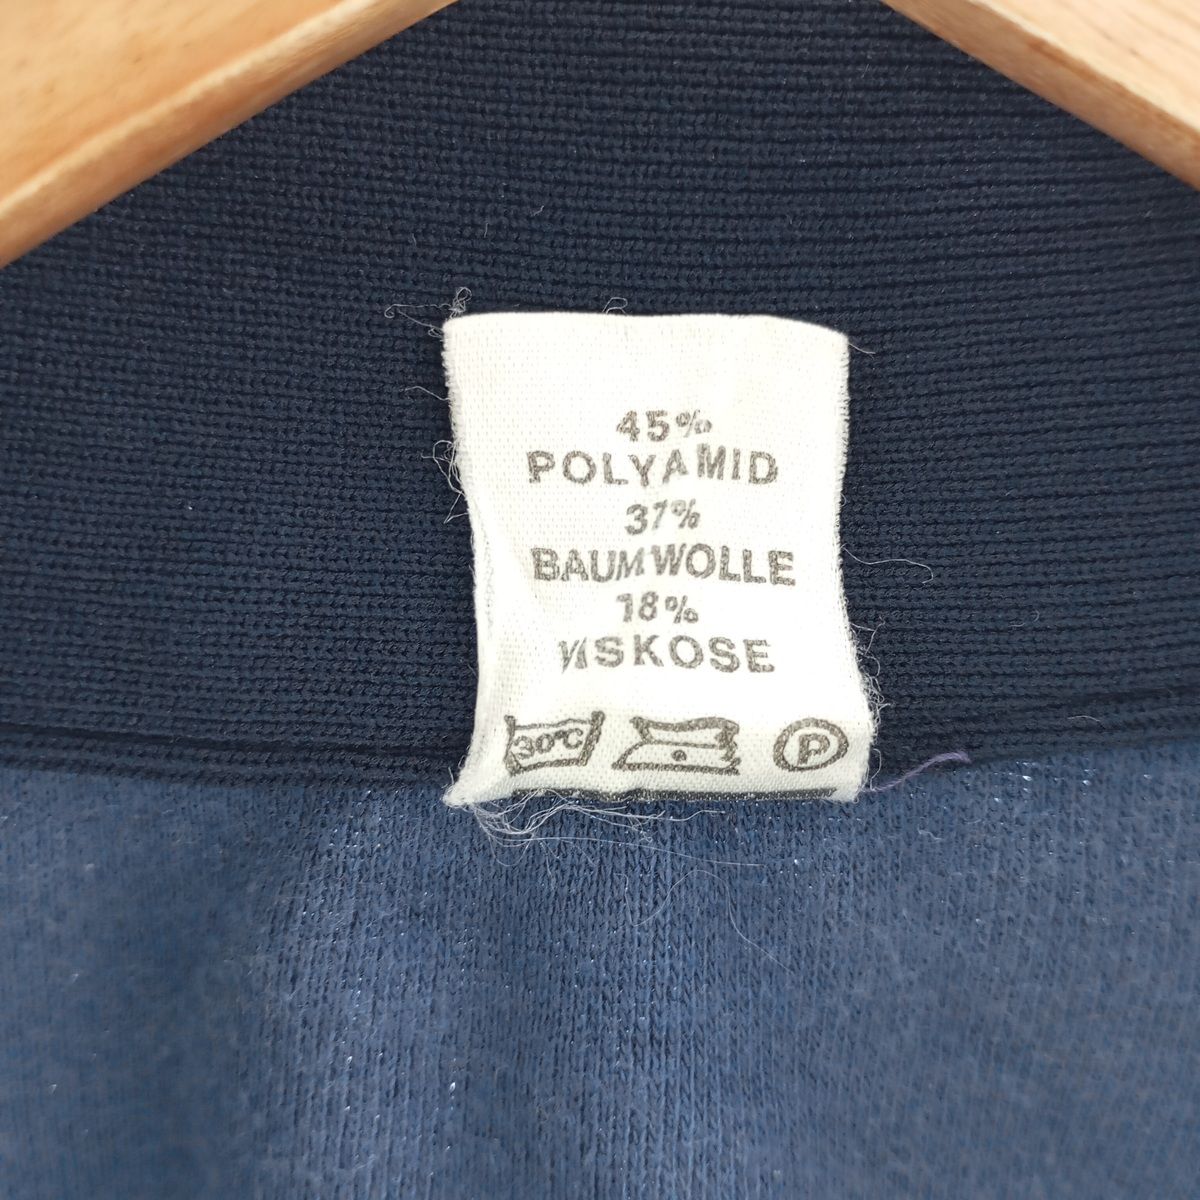 45%
POLYAMID
37%
BAUMWOLLE
18%
VISKOSE
30°C P